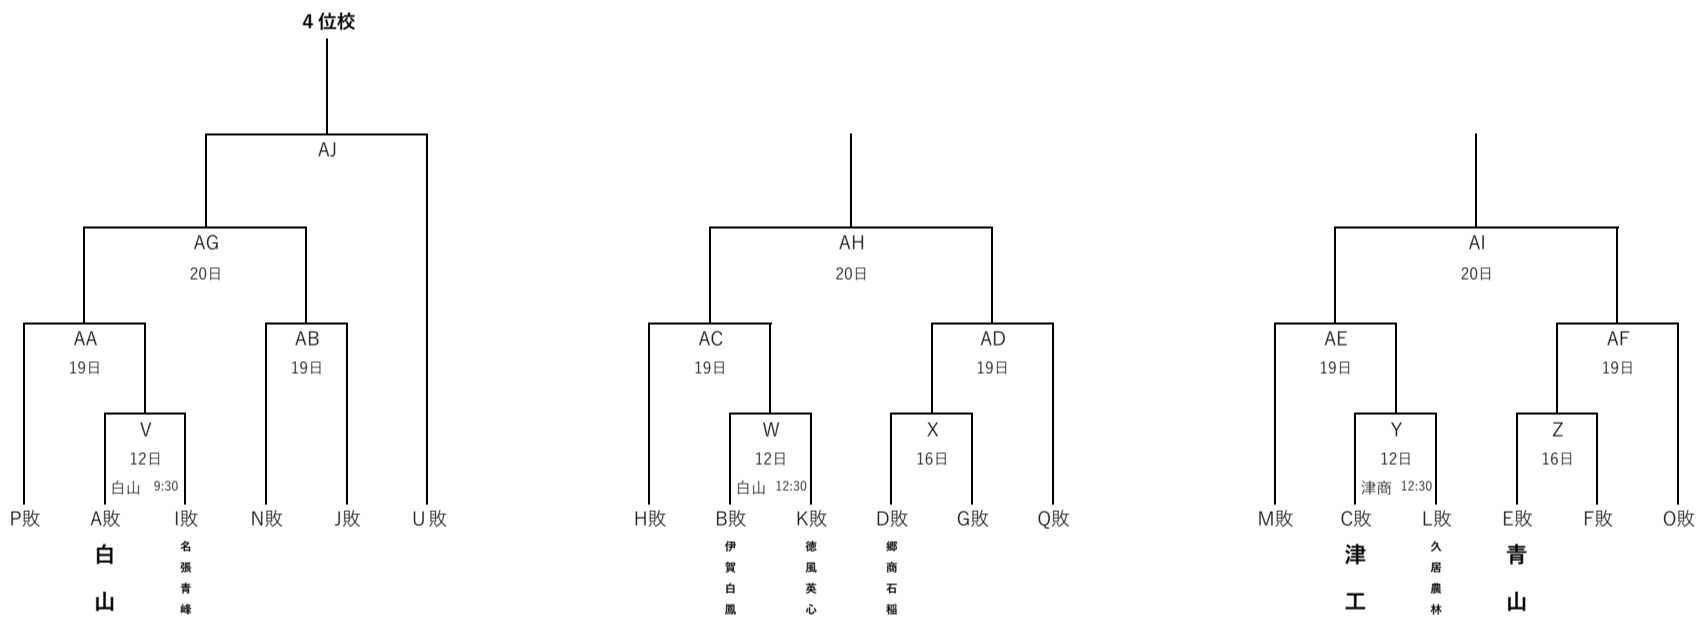 4 位校
AJ
AG AH AI
20日 20日 20日
AA AB AC AD AE AF
19日 19日 19日 19日 19日 19日
V W X Y Z
12日 12日 16日 12日 16日
白山 9:30 白山 12:30 津商 12:30
P敗 A敗 I敗 N敗 J敗 U敗 H敗 B敗 K敗 D敗 G敗 Q敗 M敗 C敗 L敗 E敗 F敗 O敗
白山
名張青峰
伊賀白鳳
徳風英心
郷商石稲
津工
久居農林
青山